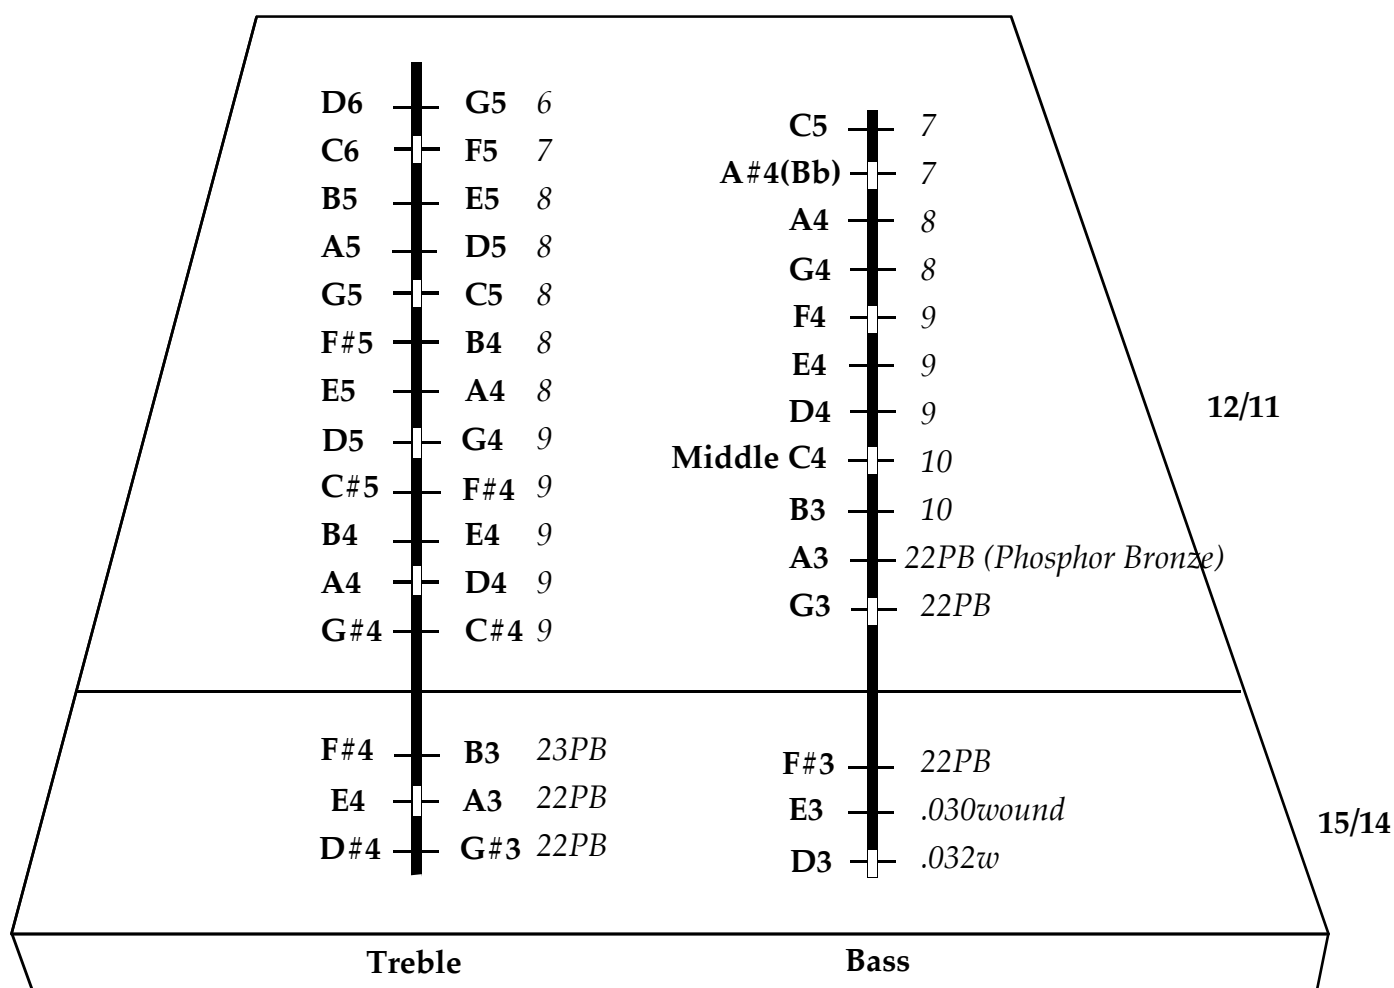 D6 G5 6
C5 7
C6 F5 7
A#4(Bb) 7
B5 E5 8
A4 8
A5 D5 8
G4 8
G5 C5 8
F4 9
F#5 B4 8
E4 9
E5 A4 8
D4 9
12/11
D5 G4 9
Middle C4 10
C#5 F#4 9
B3 10
B4 E4 9
A3 22PB (Phosphor Bronze)
A4 D4 9
G3 22PB
G#4 C#4 9
F#4 B3 23PB
F#3 22PB
E4 A3 22PB
E3 .030wound
15/14
D#4 G#3 22PB
D3 .032w
Treble Bass